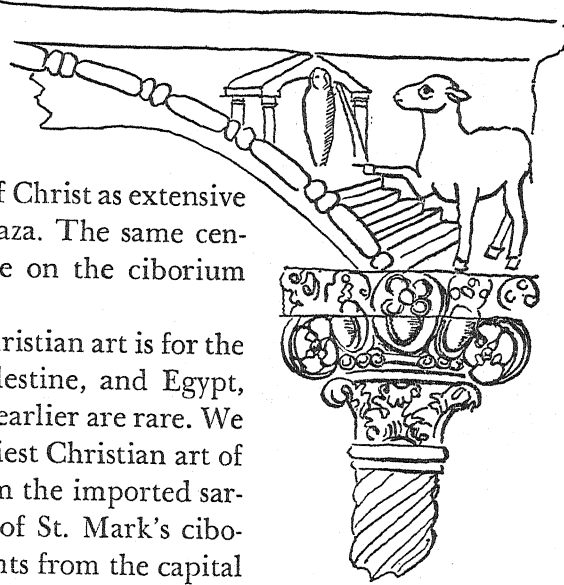 f Christ as extensive
aza. The same cen-
e on the ciborium
ristian art is for the
lestine, and Egypt,
earlier are rare. We
iest Christian art of
n the imported sar-
of St. Mark's cibo-
nts from the capital